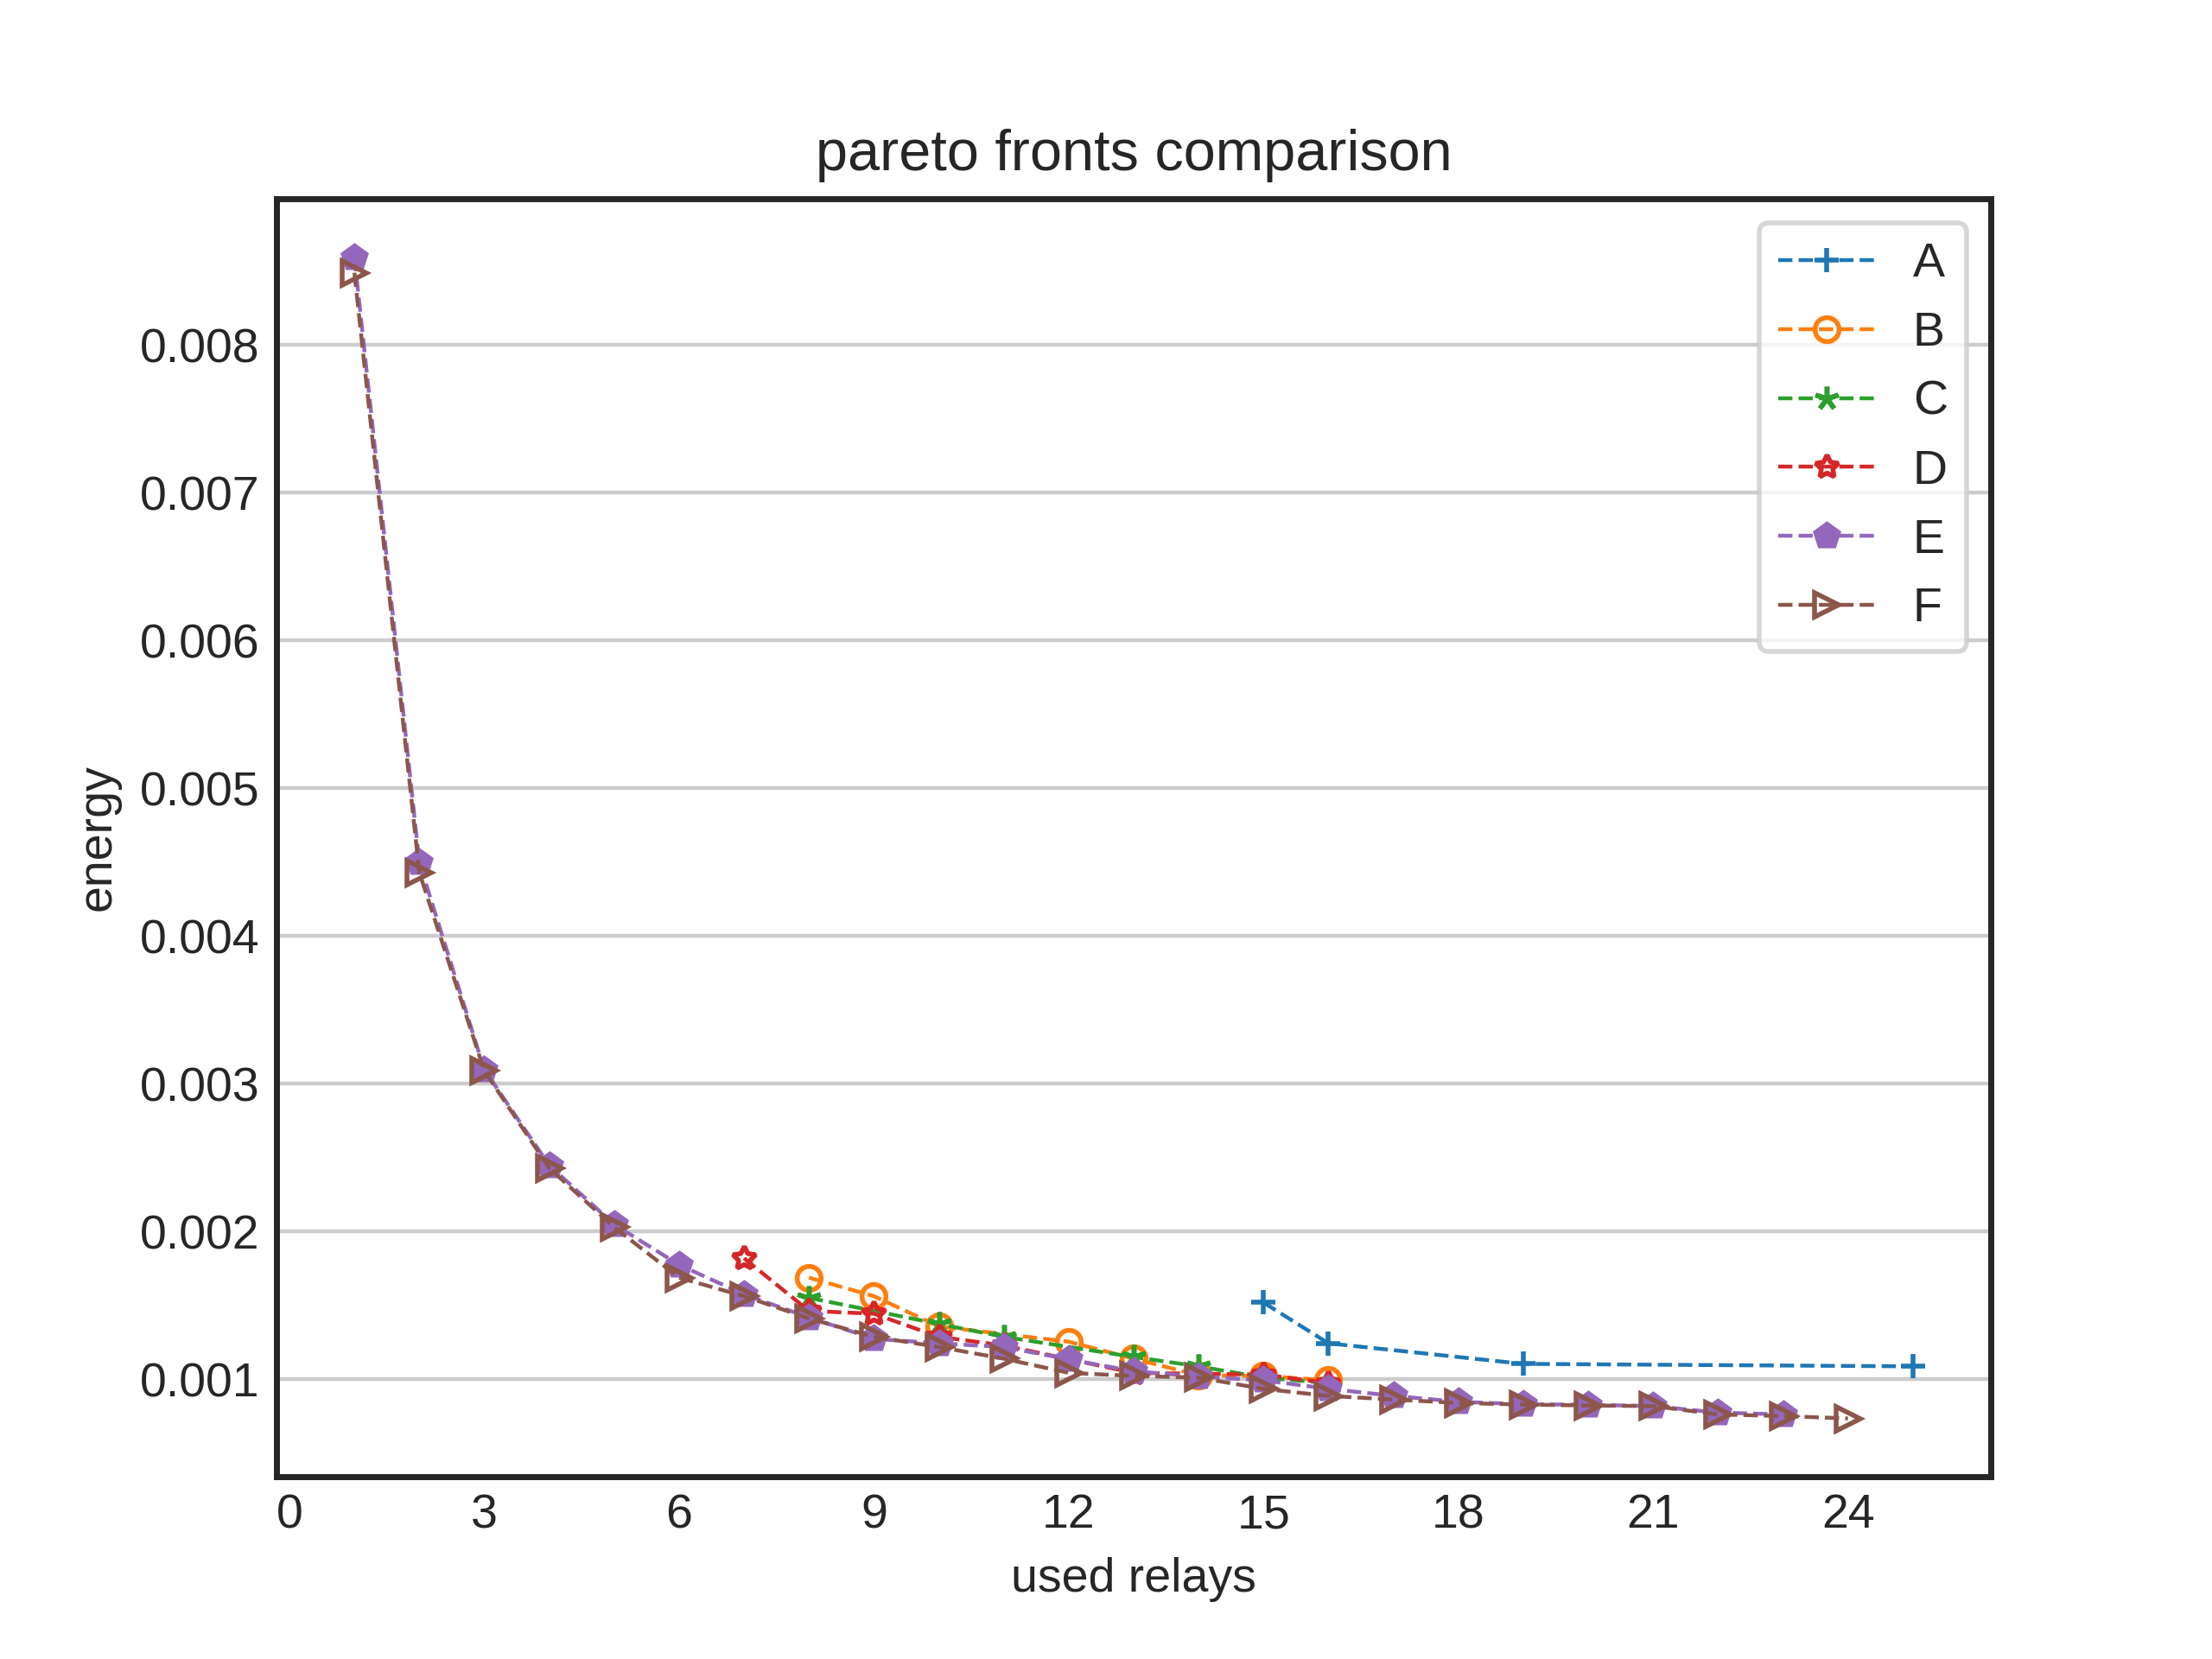 pareto fronts comparison
A
B
C
D
E
F
0.008
0.007
0.006
0.005
0.004
0.003
0.002
0.001
energy
0 3 6 9 12 15 18 21 24
used relays